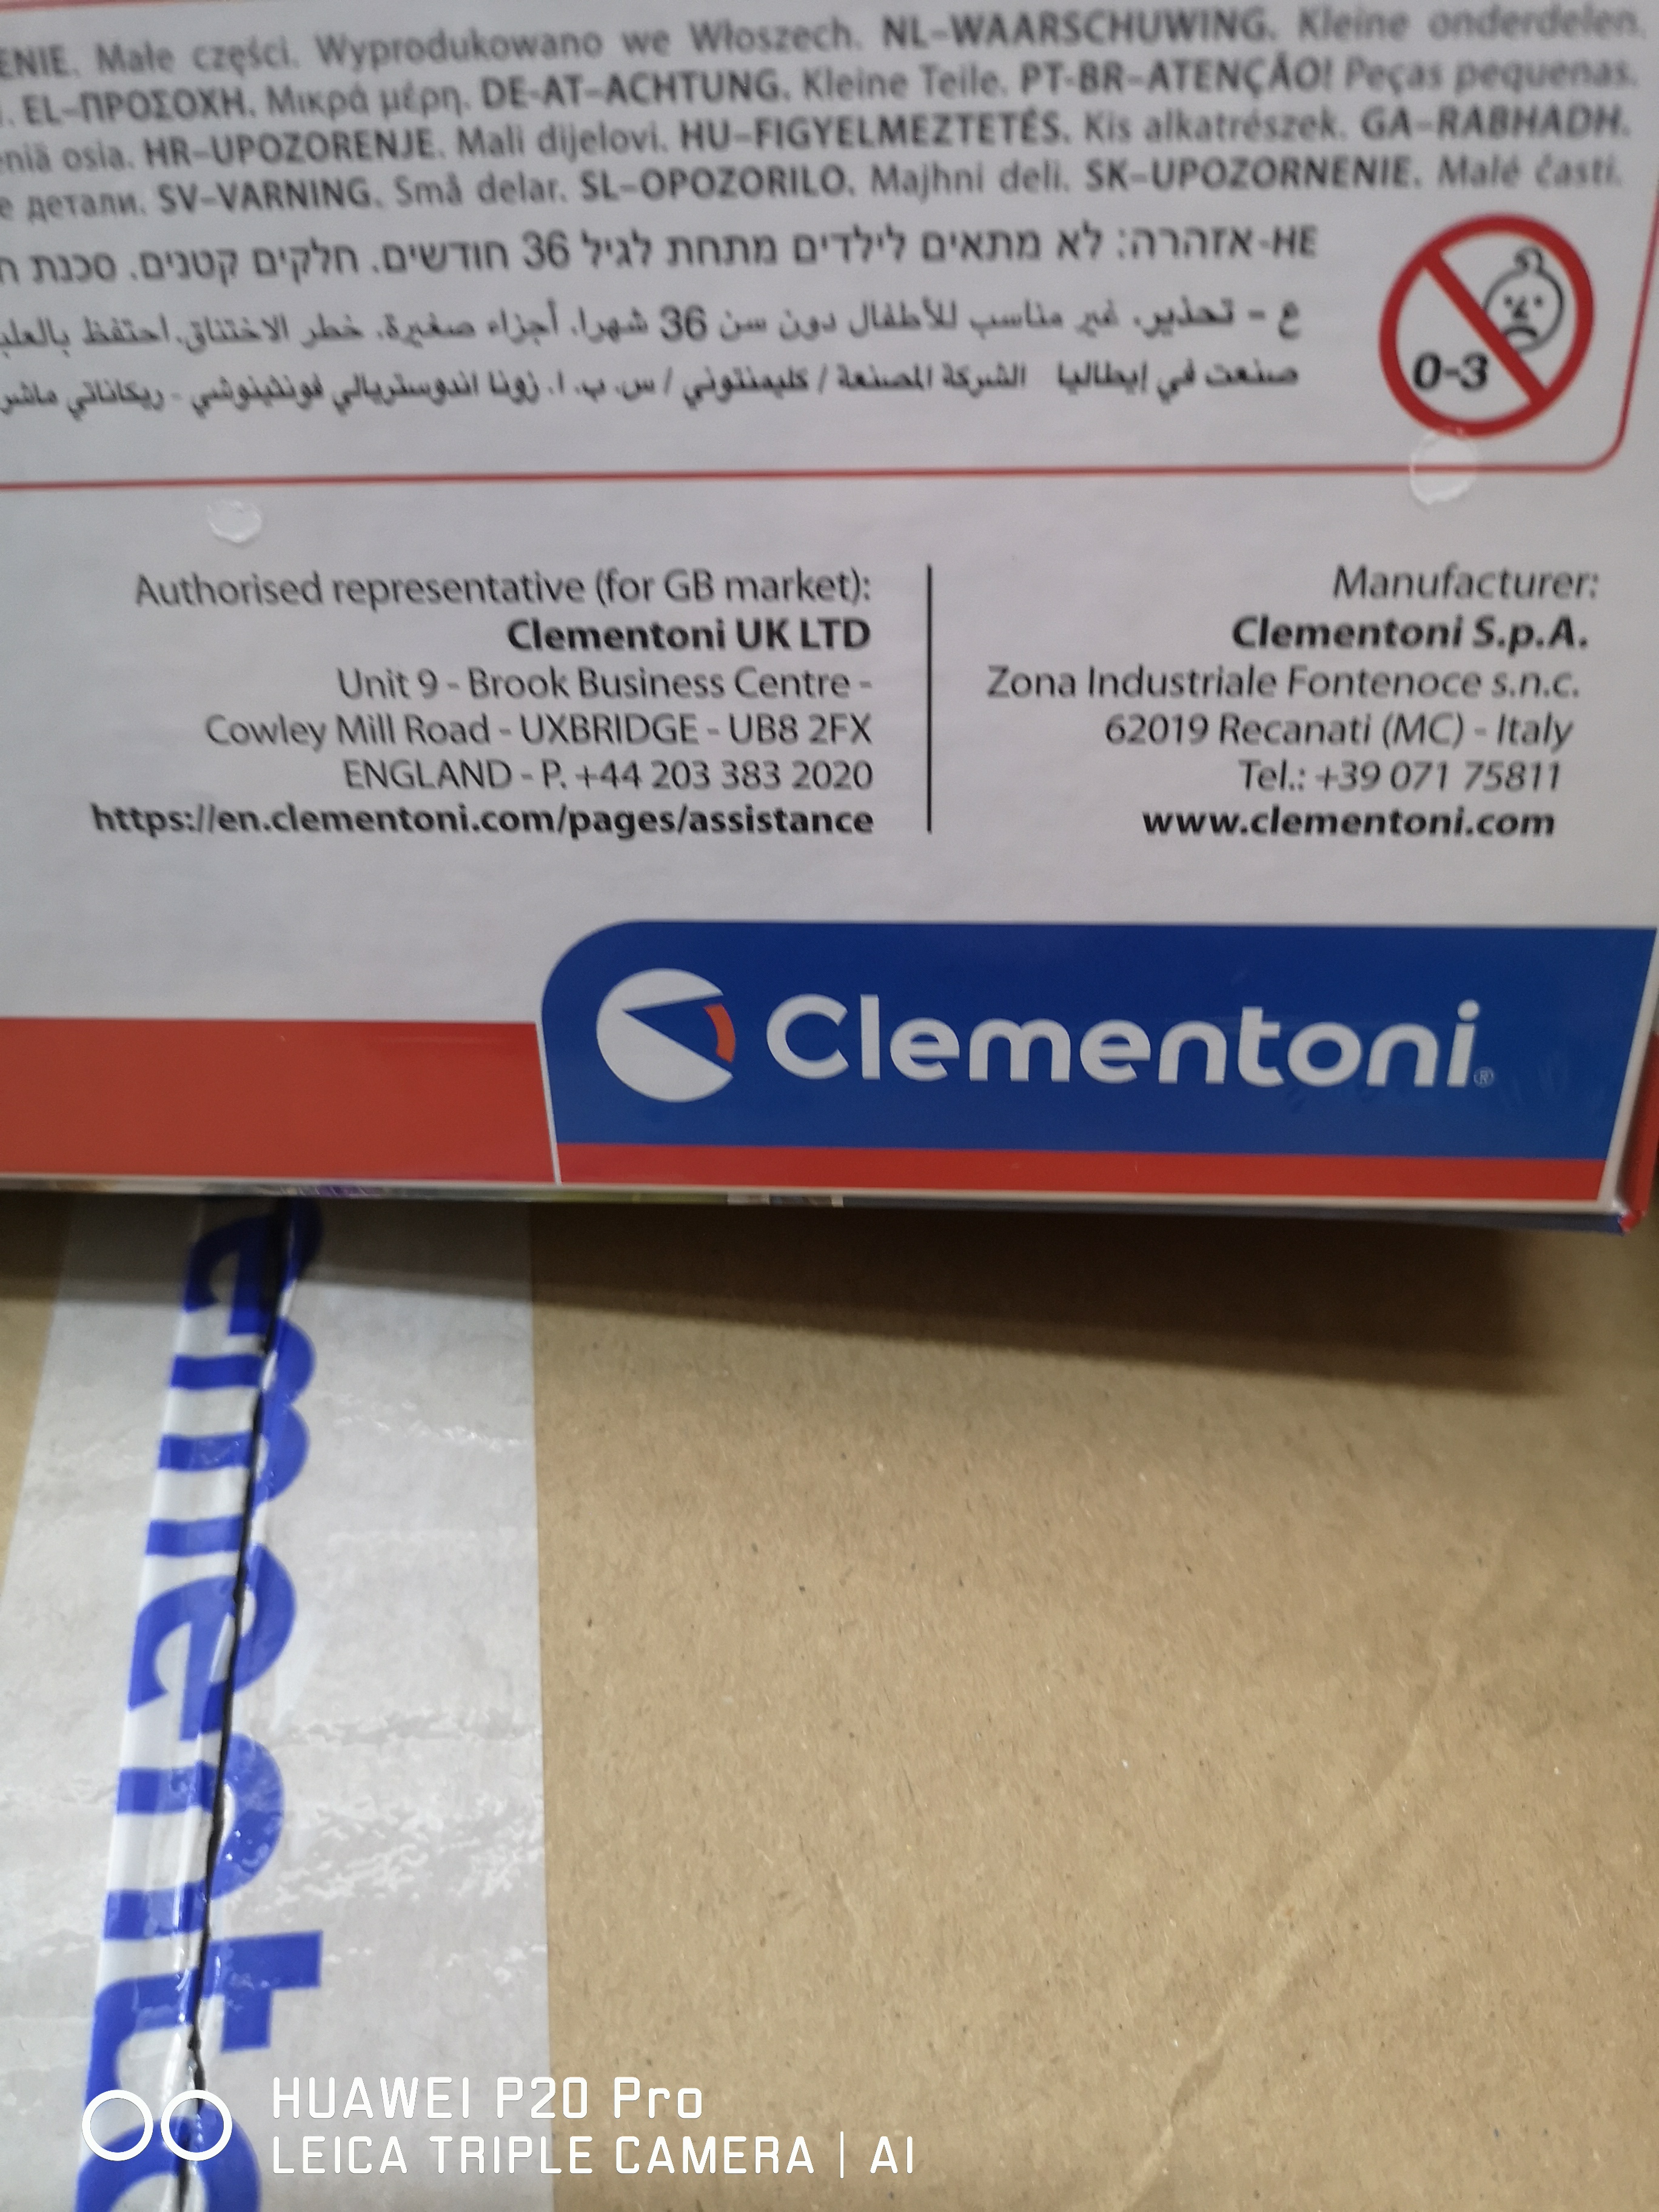 ENIE. Małe części. Wyprodukowano we Włoszech. NL–WAARSCHUWING. Kleine onderdelen.
. EL–ΠΡΟΣΟΧΗ. Μικρά μέρη. DE-AT–ACHTUNG. Kleine Teile. PT-BR–ATENÇÃO! Peças pequenas.
eniä osia. HR–UPOZORENJE. Mali dijelovi. HU–FIGYELMEZTETÉS. Kis alkatrészek. GA–RABHADH.
е детали. SV–VARNING. Små delar. SL–OPOZORILO. Majhni deli. SK–UPOZORNENIE. Malé časti.
HE-אזהרה: לא מתאים לילדים מתחת לגיל 36 חודשים. חלקים קטנים. סכנת ח
ع – تحذير. غير مناسب للأطفال دون سن 36 شهرا. أجزاء صغيرة. خطر الاختناق. احتفظ بالعلب
صنعت في إيطاليا الشركة المصنعة / كليمنتوني / س. ب. ا. زونا اندوستريالي فونتينوشي - ريكاناتي ماشر
0-3
Authorised representative (for GB market):
Clementoni UK LTD
Unit 9 - Brook Business Centre -
Cowley Mill Road - UXBRIDGE - UB8 2FX
ENGLAND - P. +44 203 383 2020
https://en.clementoni.com/pages/assistance
Manufacturer:
Clementoni S.p.A.
Zona Industriale Fontenoce s.n.c.
62019 Recanati (MC) - Italy
Tel.: +39 071 75811
www.clementoni.com
Clementoni®
emento
HUAWEI P20 Pro
LEICA TRIPLE CAMERA | AI